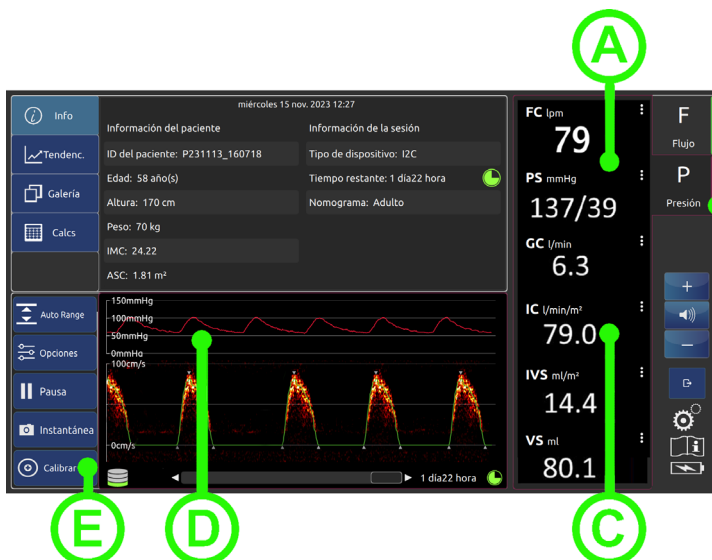 A
miércoles 15 nov. 2023 12:27
Info
Tendenc.
Galería
Calcs
Información del paciente
ID del paciente: P231113_160718
Edad: 58 año(s)
Altura: 170 cm
Peso: 70 kg
IMC: 24.22
ASC: 1.81 m²
Información de la sesión
Tipo de dispositivo: I2C
Tiempo restante: 1 día22 hora
Nomograma: Adulto
FC lpm
79
PS mmHg
137/39
GC l/min
6.3
IC l/min/m²
79.0
IVS ml/m²
14.4
VS ml
80.1
F
Flujo
P
Presión
+
−
i
Auto Range
Opciones
Pausa
Instantánea
Calibrar
150mmHg
100mmHg
50mmHg
0mmHg
100cm/s
0cm/s
1 día22 hora
E
D
C